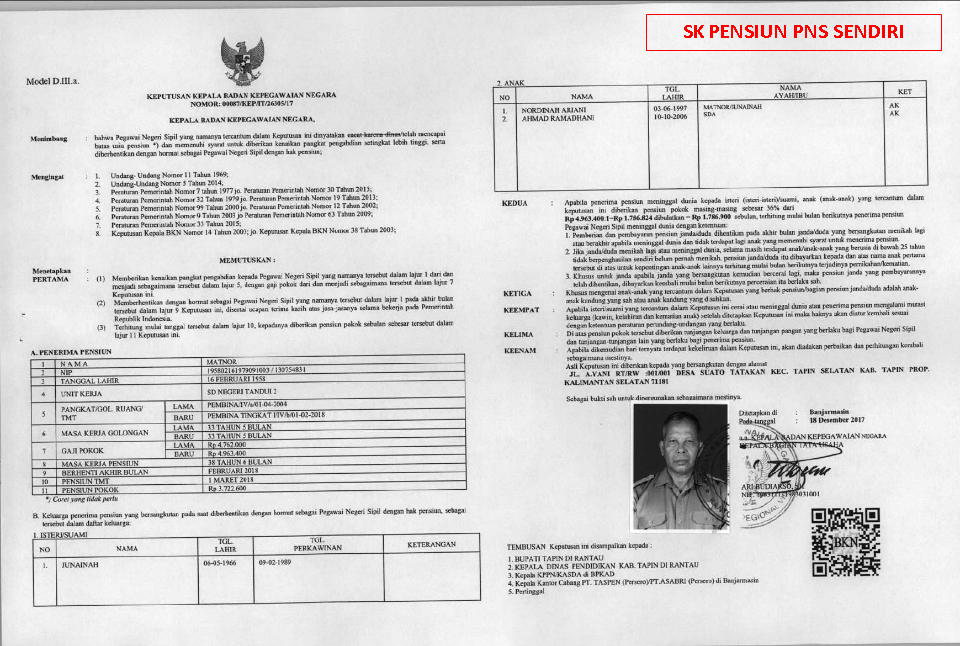 SK PENSIUN PNS SENDIRI
Model D.III.a.
KEPUTUSAN KEPALA BADAN KEPEGAWAIAN NEGARA
NOMOR: 00087/KEP/IT/26305/17
KEPALA BADAN KEPEGAWAIAN NEGARA,
Menimbang : bahwa Pegawai Negeri Sipil yang namanya tercantum dalam Keputusan ini dinyatakan cacat karena dinas/telah mencapai
batas usia pensiun *) dan memenuhi syarat untuk diberikan kenaikan pangkat pengabdian setingkat lebih tinggi, serta
diberhentikan dengan hormat sebagai Pegawai Negeri Sipil dengan hak pensiun;
Mengingat : 1. Undang- Undang Nomor 11 Tahun 1969;
2. Undang-Undang Nomor 5 Tahun 2014;
3. Peraturan Pemerintah Nomor 7 tahun 1977 jo. Peraturan Pemerintah Nomor 30 Tahun 2015;
4. Peraturan Pemerintah Nomor 32 Tahun 1979 jo. Peraturan Pemerintah Nomor 19 Tahun 2013;
5. Peraturan Pemerintah Nomor 99 Tahun 2000 jo. Peraturan Pemerintah Nomor 12 Tahun 2002;
6. Peraturan Pemerintah Nomor 9 Tahun 2003 jo Peraturan Pemerintah Nomor 63 Tahun 2009;
7. Peraturan Pemerintah Nomor 33 Tahun 2015;
8. Keputusan Kepala BKN Nomor 14 Tahun 2003; jo. Keputusan Kepala BKN Nomor 38 Tahun 2003;
MEMUTUSKAN :
Menetapkan :
PERTAMA : (1) Memberikan kenaikan pangkat pengabdian kepada Pegawai Negeri Sipil yang namanya tersebut dalam lajur 1 dari dan
menjadi sebagaimana tersebut dalam lajur 5, dengan gaji pokok dari dan menjadi sebagaimana tersebut dalam lajur 7
Keputusan ini.
(2) Memberhentikan dengan hormat sebagai Pegawai Negeri Sipil yang namanya tersebut dalam lajur 1 pada akhir bulan
tersebut dalam lajur 9 Keputusan ini, disertai ucapan terima kasih atas jasa-jasanya selama bekerja pada Pemerintah
Republik Indonesia.
(3) Terhitung mulai tanggal tersebut dalam lajur 10, kepadanya diberikan pensiun pokok sebulan sebesar tersebut dalam
lajur 11 Keputusan ini.
A. PENERIMA PENSIUN
1 N A M A MATNOR
2 NIP 195802161979091003 / 130754831
3 TANGGAL LAHIR 16 FEBRUARI 1958
4 UNIT KERJA SD NEGERI TANDUI 2
5 PANGKAT/GOL. RUANG/ TMT LAMA PEMBINA/IV/a/01-04-2004
BARU PEMBINA TINGKAT I/IV/b/01-02-2018
6 MASA KERJA GOLONGAN LAMA 33 TAHUN 5 BULAN
BARU 33 TAHUN 5 BULAN
7 GAJI POKOK LAMA Rp 4.762.000
BARU Rp 4.963.400
8 MASA KERJA PENSIUN 38 TAHUN 6 BULAN
9 BERHENTI AKHIR BULAN FEBRUARI 2018
10 PENSIUN TMT 1 MARET 2018
11 PENSIUN POKOK Rp 3.722.600
*/ Coret yang tidak perlu
B. Keluarga penerima pensiun yang bersangkutan pada saat diberhentikan dengan hormat sebagai Pegawai Negeri Sipil dengan hak pensiun, sebagai
tersebut dalam daftar keluarga:
1. ISTERI/SUAMI
NO NAMA TGL. LAHIR TGL. PERKAWINAN KETERANGAN
1. JUNAINAH 06-05-1966 09-02-1989
2. ANAK
NO NAMA TGL. LAHIR NAMA AYAH/IBU KET
1. NORDINAH ARIANI 03-06-1997 MATNOR/JUNAINAH AK
2. AHMAD RAMADHANI 10-10-2006 SDA AK
KEDUA : Apabila penerima pensiun meninggal dunia kepada isteri (isteri-isteri)/suami, anak (anak-anak) yang tercantum dalam
keputusan ini diberikan pensiun pokok masing-masing sebesar 36% dari
Rp 4.963.400:1=Rp 1.786.824 dibulatkan = Rp 1.786.900 sebulan, terhitung mulai bulan berikutnya penerima pensiun
Pegawai Negeri Sipil meninggal dunia dengan ketentuan:
1. Pemberian dan pembayaran pensiun janda/duda dihentikan pada akhir bulan janda/duda yang bersangkutan menikah lagi
atau berakhir apabila meninggal dunia dan tidak terdapat lagi anak yang memenuhi syarat untuk menerima pensiun.
2. Jika janda/duda menikah lagi atau meninggal dunia, selama masih terdapat anak/anak-anak yang berusia di bawah 25 tahun
tidak berpenghasilan sendiri belum pernah menikah, pensiun janda/duda itu dibayarkan kepada dan atas nama anak pertama
tersebut di atas untuk kepentingan anak-anak lainnya terhitung mulai bulan berikutnya terjadinya pernikahan/kematian.
3. Khusus untuk janda apabila janda yang bersangkutan kemudian bercerai lagi, maka pensiun janda yang pembayarannya
telah dihentikan, dibayarkan kembali mulai bulan berikutnya perceraian itu berlaku sah.
KETIGA : Khusus mengenai anak-anak yang tercantum dalam Keputusan yang berhak pensiun/bagian pensiun janda/duda adalah anak-
anak kandung yang sah atau anak kandung yang disahkan.
KEEMPAT : Apabila isteri/suami yang tercantum dalam Keputusan ini cerai atau meninggal dunia atau penerima pensiun mengalami mutasi
keluarga (kawin, kelahiran dan kematian anak) setelah ditetapkan Keputusan ini maka haknya akan diatur kembali sesuai
dengan ketentuan peraturan perundang-undangan yang berlaku.
KELIMA : Di atas pensiun pokok tersebut diberikan tunjangan keluarga dan tunjangan pangan yang berlaku bagi Pegawai Negeri Sipil
dan tunjangan-tunjangan lain yang berlaku bagi penerima pensiun.
KEENAM : Apabila dikemudian hari ternyata terdapat kekeliruan dalam Keputusan ini, akan diadakan perbaikan dan perhitungan kembali
sebagaimana mestinya.
Asli Keputusan ini diberikan kepada yang bersangkutan dengan alamat
JL. A.YANI RT/RW :001/001 DESA SUATO TATAKAN KEC. TAPIN SELATAN KAB. TAPIN PROP.
KALIMANTAN SELATAN 71181
Sebagai bukti sah untuk dipergunakan sebagaimana mestinya.
Ditetapkan di : Banjarmasin
Pada tanggal : 18 Desember 2017
a.n. KEPALA BADAN KEPEGAWAIAN NEGARA
KEPALA BAGIAN TATA USAHA
ARI BUDIARSO,
NIP.
BKN
TEMBUSAN Keputusan ini disampaikan kepada :
1. BUPATI TAPIN DI RANTAU
2. KEPALA DINAS PENDIDIKAN KAB. TAPIN DI RANTAU
3. Kepala KPPN/KASDA di BPKAD
4. Kepala Kantor Cabang PT. TASPEN (Persero)/PT.ASABRI (Persero) di Banjarmasin
5. Pertinggal